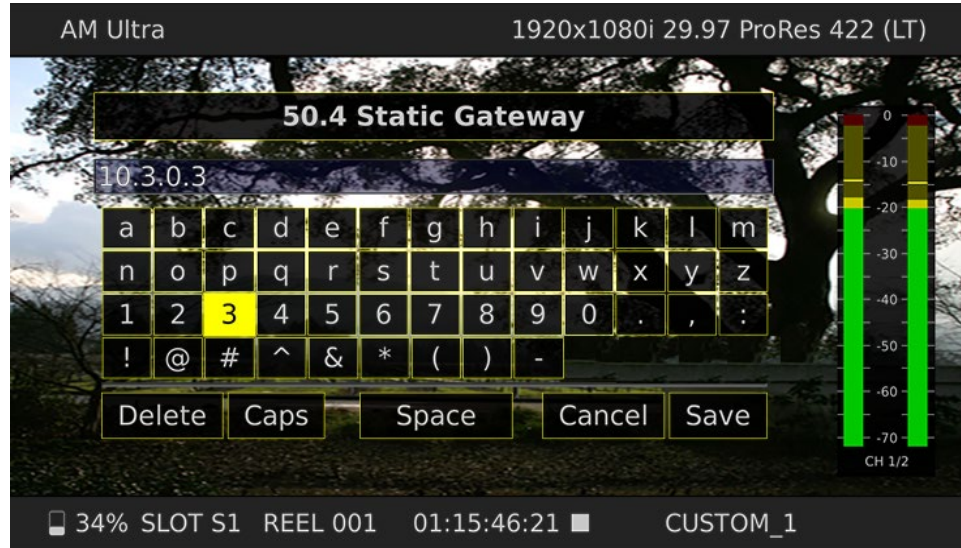 AM Ultra 1920x1080i 29.97 ProRes 422 (LT)
50.4 Static Gateway
10.3.0.3
a b c d e f g h i j k l m
n o p q r s t u v w x y z
1 2 3 4 5 6 7 8 9 0 . , :
! @ # ^ & * ( ) -
Delete Caps Space Cancel Save
0
-10
-20
-30
-40
-50
-60
-70
CH 1/2
34% SLOT S1 REEL 001 01:15:46:21 CUSTOM_1